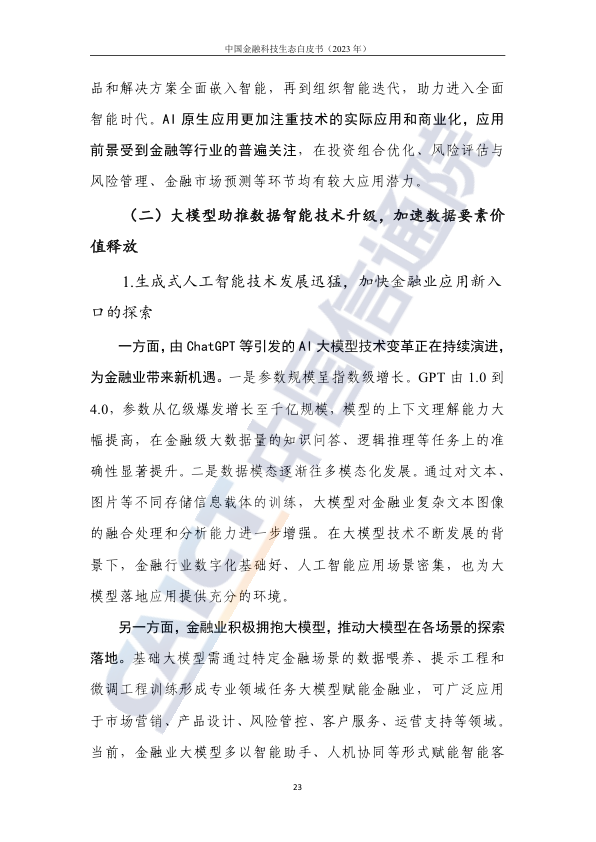 中国金融科技生态白皮书（2023 年）
品和解决方案全面嵌入智能，再到组织智能迭代，助力进入全面
智能时代。AI 原生应用更加注重技术的实际应用和商业化，应用
前景受到金融等行业的普遍关注，在投资组合优化、风险评估与
风险管理、金融市场预测等环节均有较大应用潜力。
（二）大模型助推数据智能技术升级，加速数据要素价
值释放
1.生成式人工智能技术发展迅猛，加快金融业应用新入
口的探索
一方面，由 ChatGPT 等引发的 AI 大模型技术变革正在持续演进，
为金融业带来新机遇。一是参数规模呈指数级增长。GPT 由 1.0 到
4.0，参数从亿级爆发增长至千亿规模，模型的上下文理解能力大
幅提高，在金融级大数据量的知识问答、逻辑推理等任务上的准
确性显著提升。二是数据模态逐渐往多模态化发展。通过对文本、
图片等不同存储信息载体的训练，大模型对金融业复杂文本图像
的融合处理和分析能力进一步增强。在大模型技术不断发展的背
景下，金融行业数字化基础好、人工智能应用场景密集，也为大
模型落地应用提供充分的环境。
另一方面，金融业积极拥抱大模型，推动大模型在各场景的探索
落地。基础大模型需通过特定金融场景的数据喂养、提示工程和
微调工程训练形成专业领域任务大模型赋能金融业，可广泛应用
于市场营销、产品设计、风险管控、客户服务、运营支持等领域。
当前，金融业大模型多以智能助手、人机协同等形式赋能智能客
23
CAICT 中国信通院